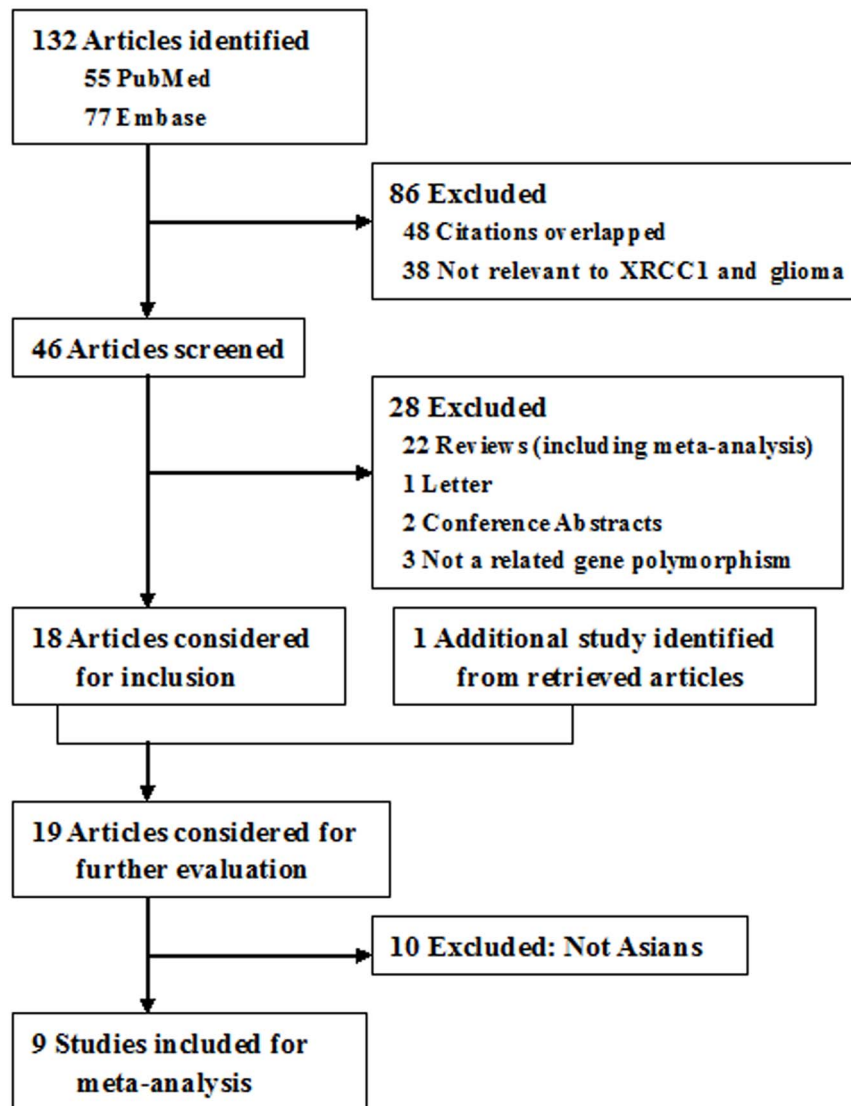 132 Articles identified
55 PubMed
77 Embase
86 Excluded
48 Citations overlapped
38 Not relevant to XRCC1 and glioma
46 Articles screened
28 Excluded
22 Reviews (including meta-analysis)
1 Letter
2 Conference Abstracts
3 Not a related gene polymorphism
18 Articles considered
for inclusion
1 Additional study identified
from retrieved articles
19 Articles considered for
further evaluation
10 Excluded: Not Asians
9 Studies included for
meta-analysis